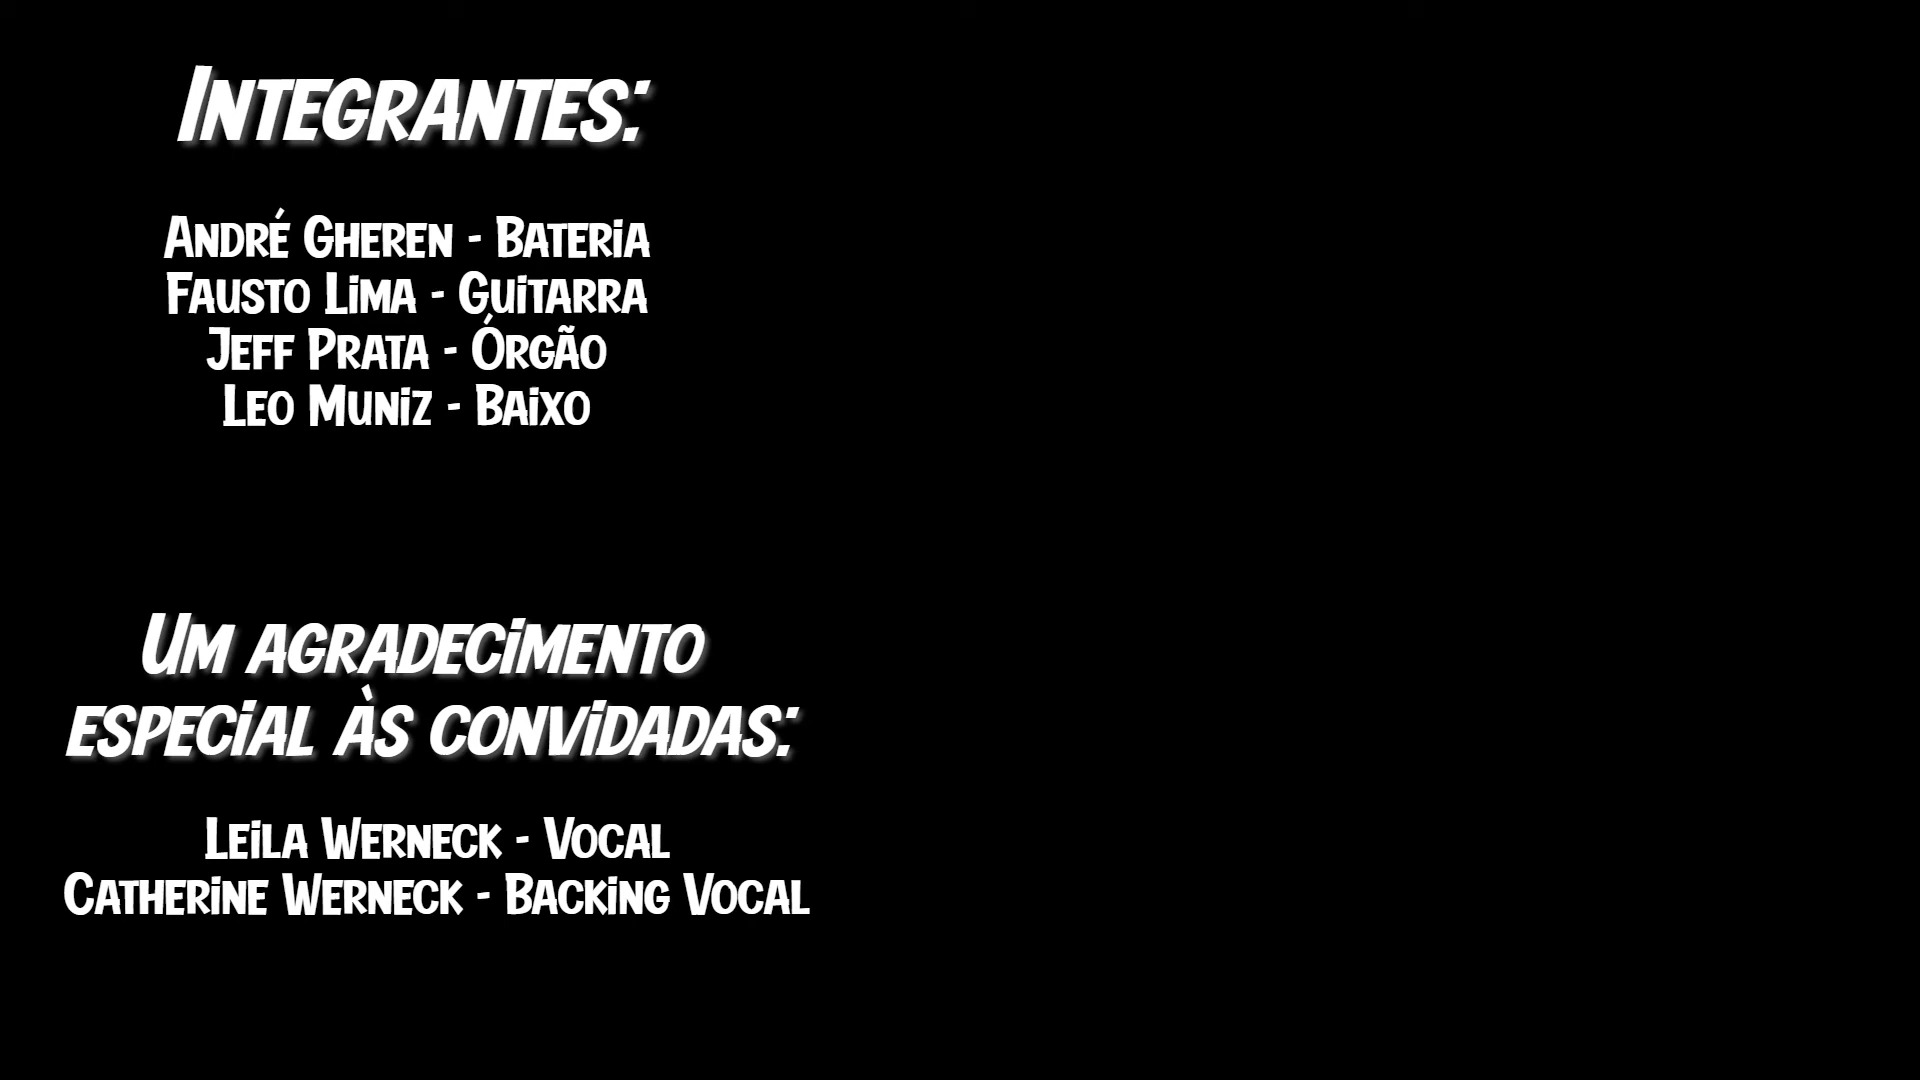 Integrantes:
André Gheren - Bateria
Fausto Lima - Guitarra
Jeff Prata - Órgão
Leo Muniz - Baixo
Um agradecimento
especial às convidadas:
Leila Werneck - Vocal
Catherine Werneck - Backing Vocal